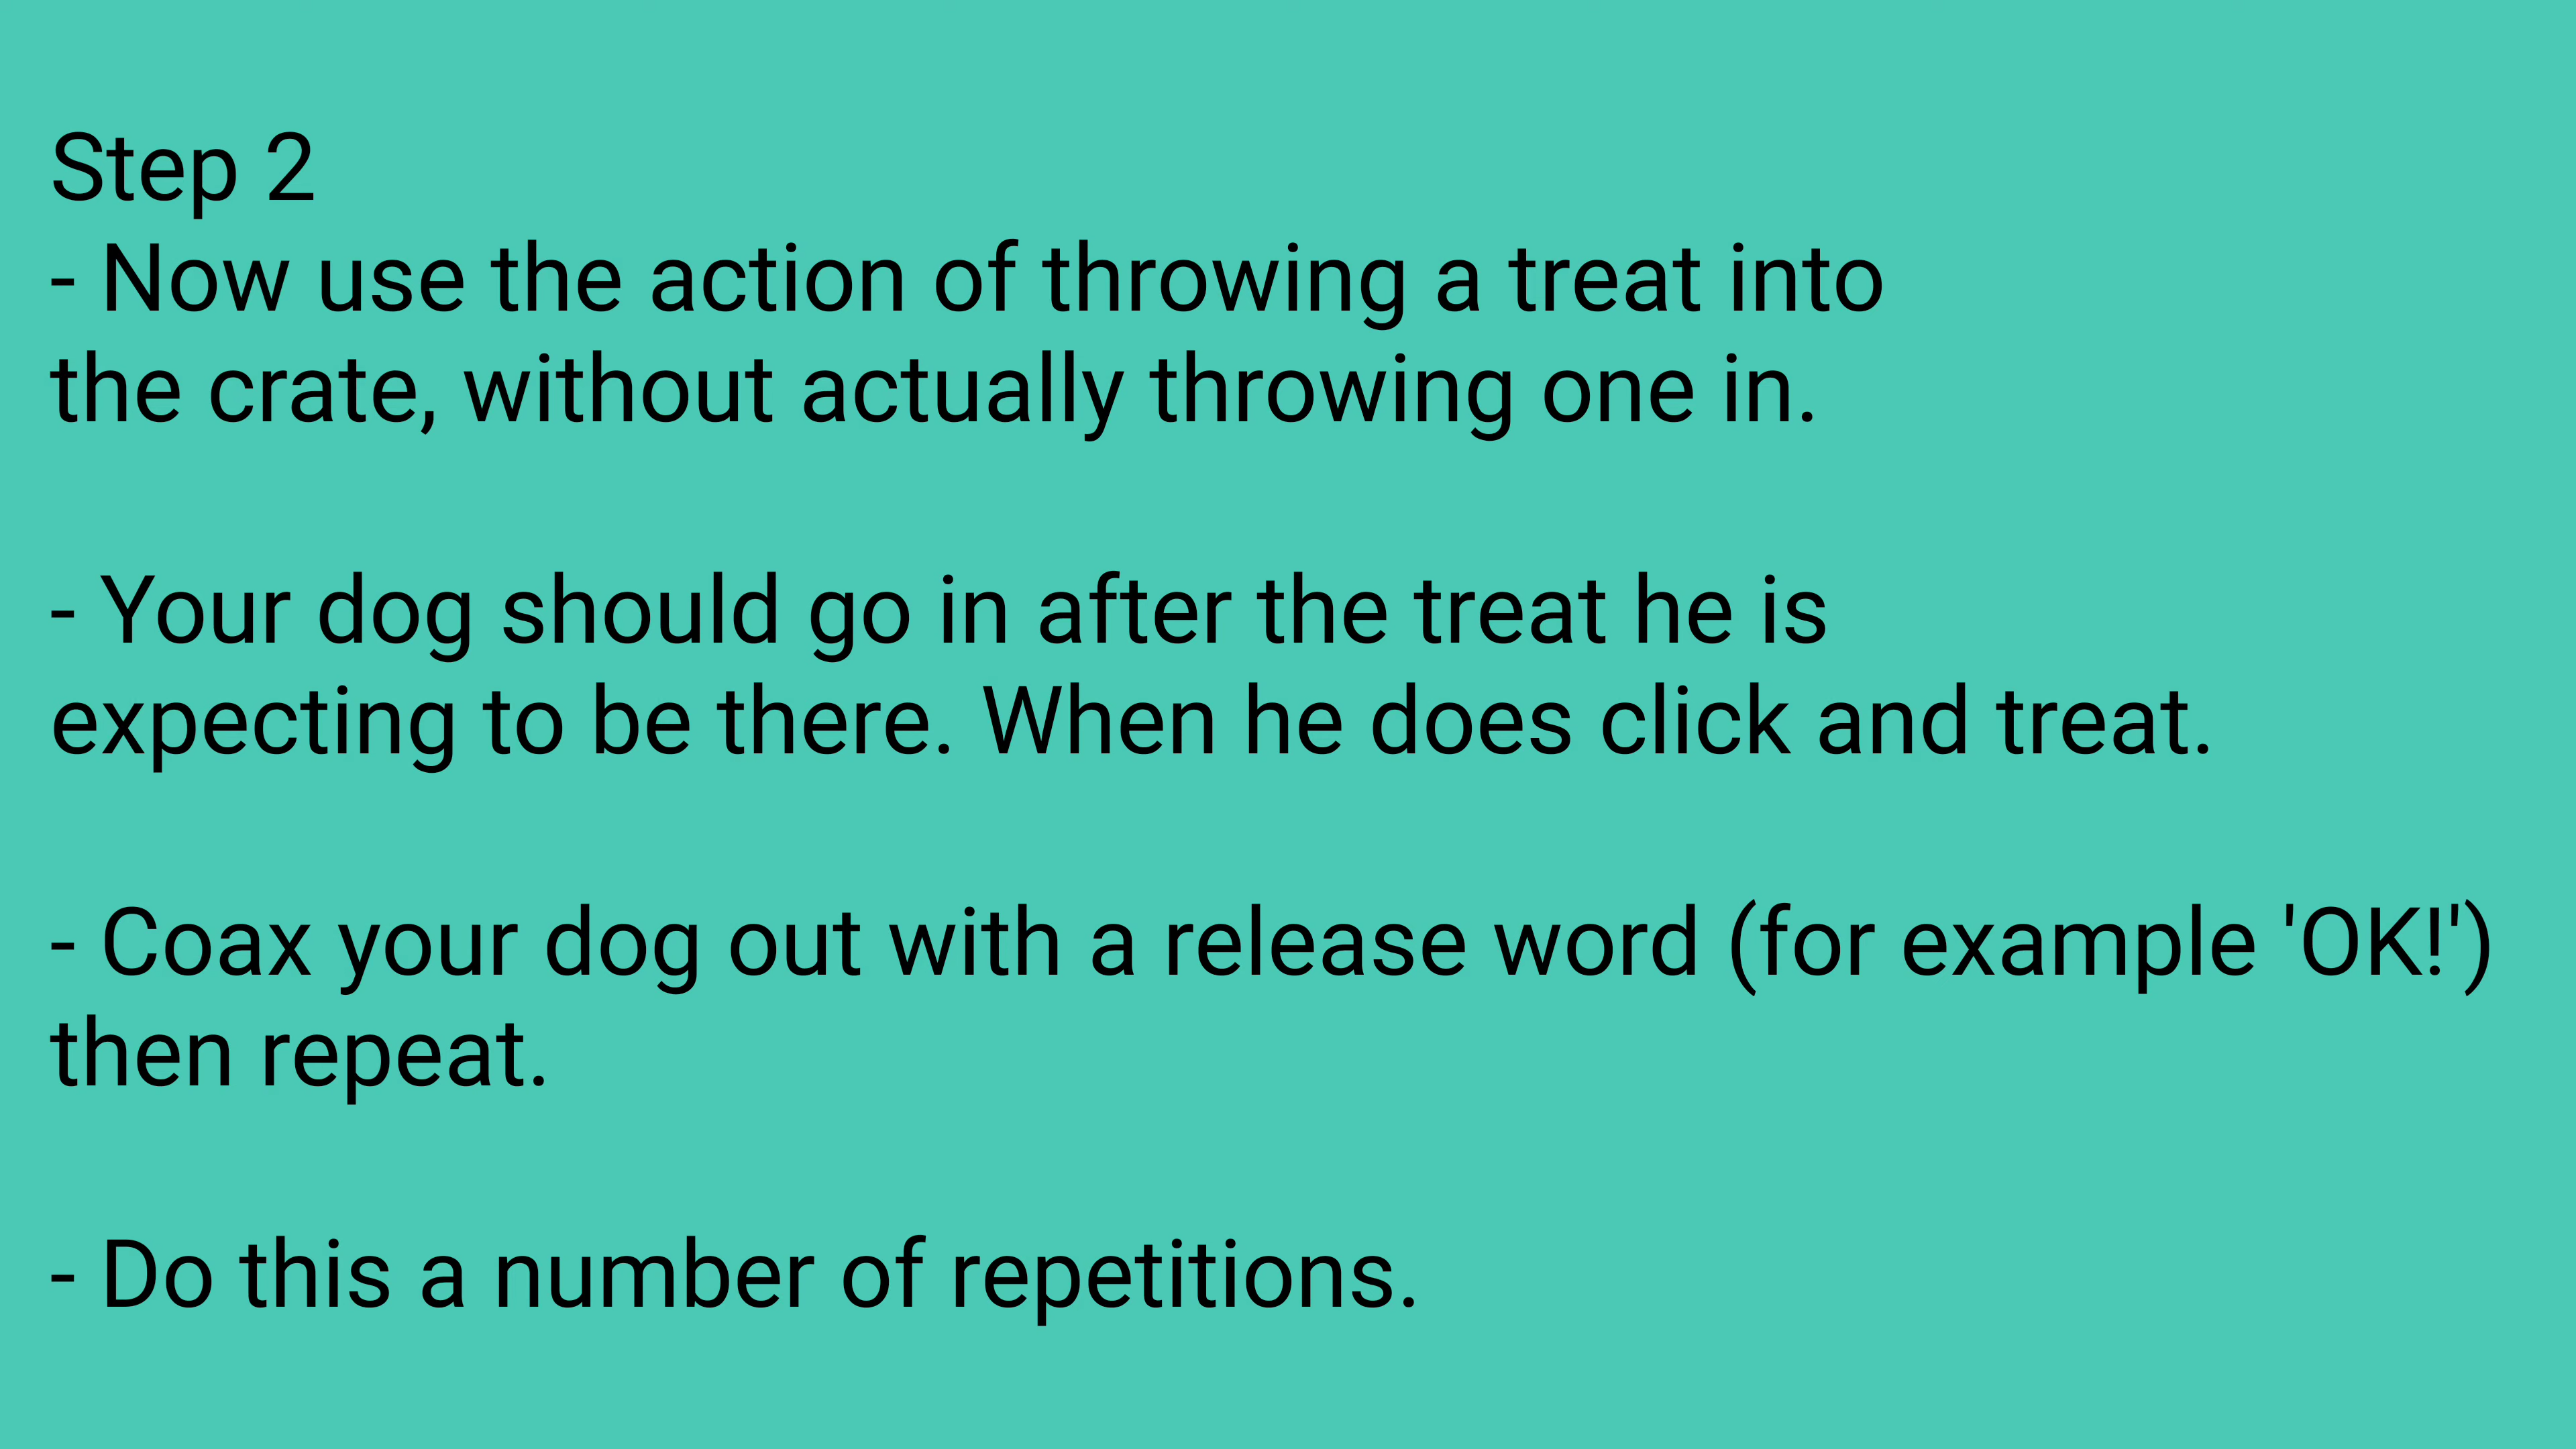 Step 2
- Now use the action of throwing a treat into
the crate, without actually throwing one in.
- Your dog should go in after the treat he is
expecting to be there. When he does click and treat.
- Coax your dog out with a release word (for example 'OK!')
then repeat.
- Do this a number of repetitions.